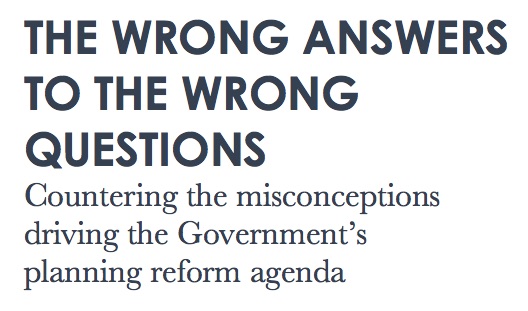 THE WRONG ANSWERS
TO THE WRONG
QUESTIONS
Countering the misconceptions
driving the Government’s
planning reform agenda